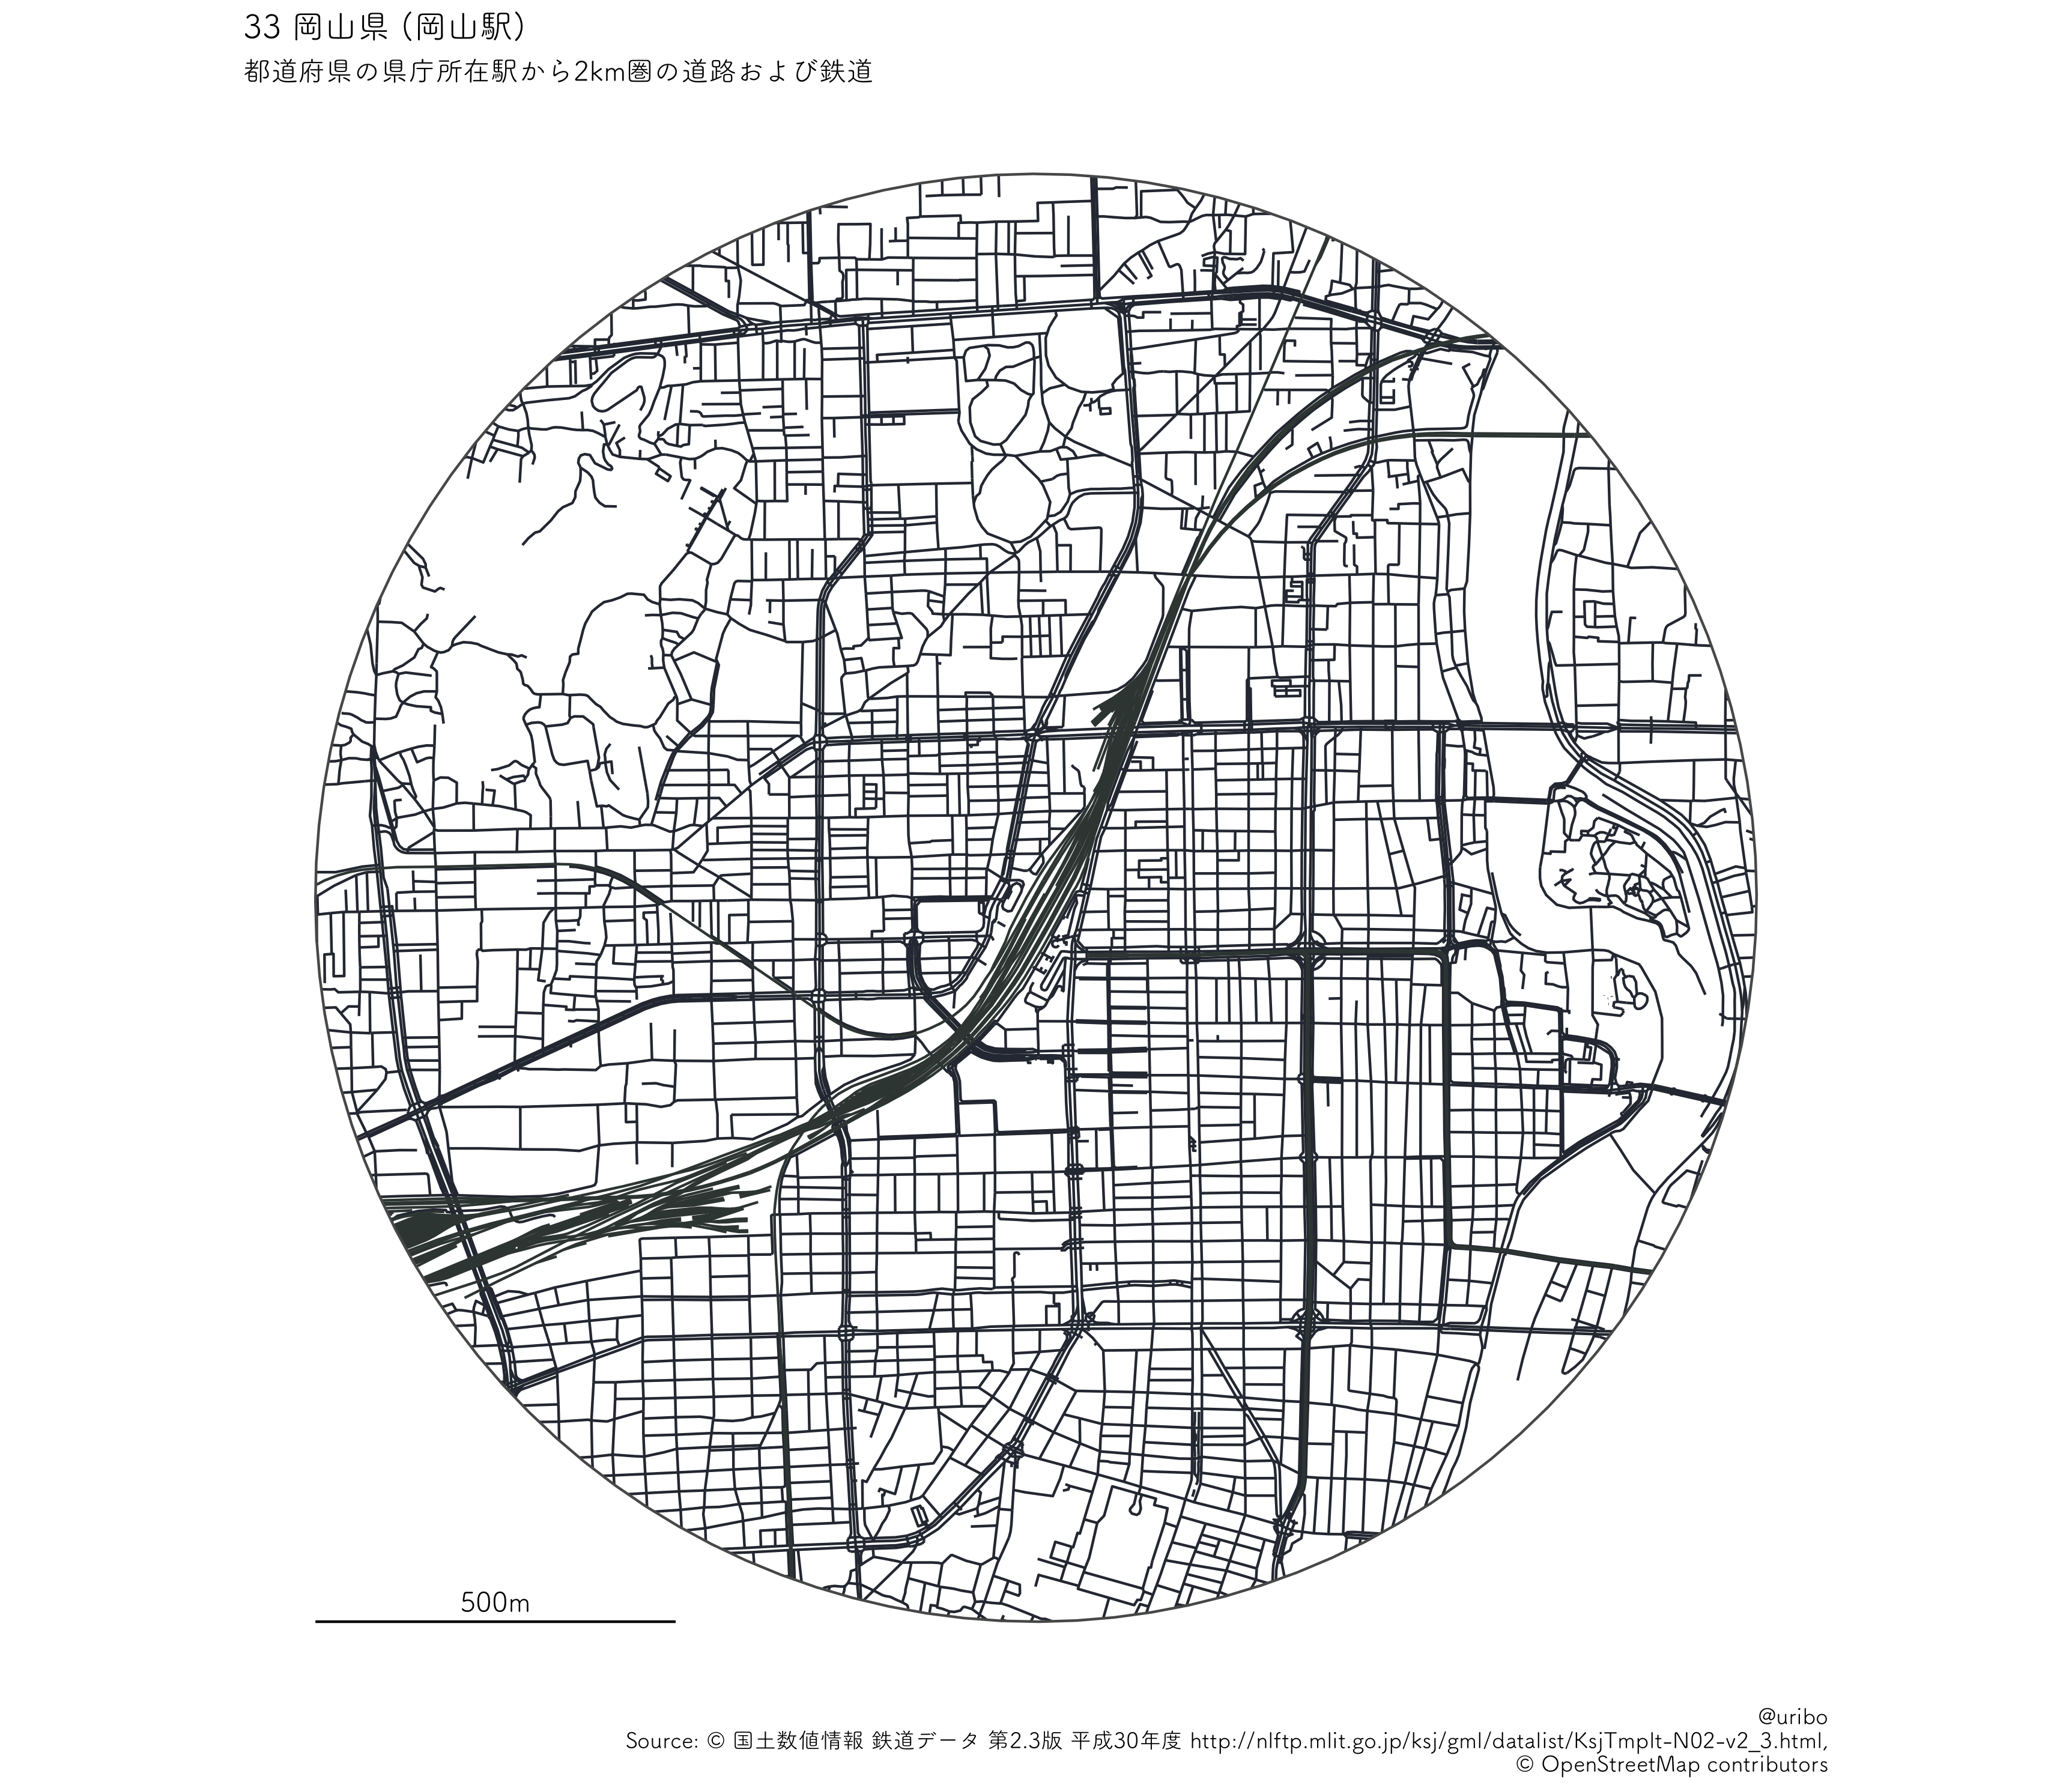 33 岡山県 (岡山駅)
都道府県の県庁所在駅から2km圏の道路および鉄道
500m
@uribo
Source: © 国土数値情報 鉄道データ 第2.3版 平成30年度 http://nlftp.mlit.go.jp/ksj/gml/datalist/KsjTmplt-N02-v2_3.html,
© OpenStreetMap contributors